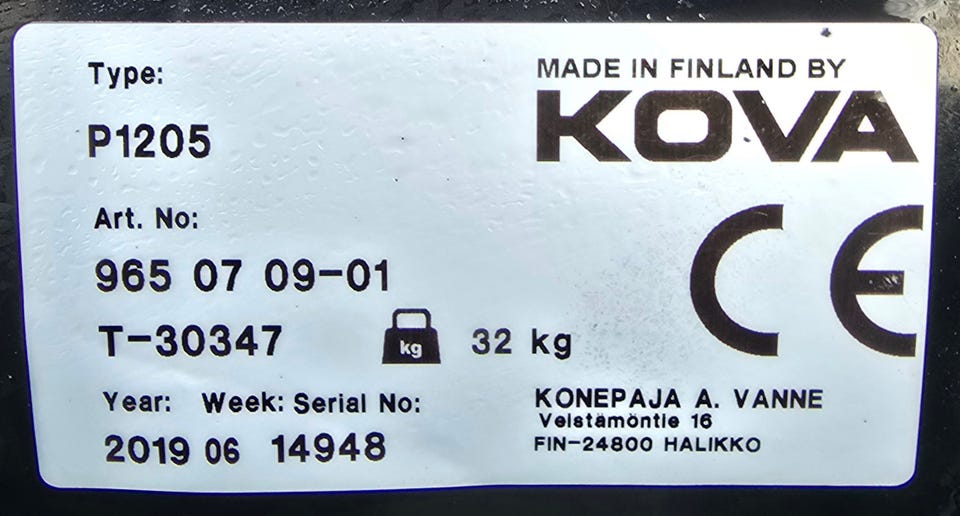 Type:
P1205
Art. No:
965 07 09-01
T-30347
kg
32 kg
Year: Week: Serial No:
2019 06 14948
MADE IN FINLAND BY
KOVA
CE
KONEPAJA A. VANNE
Veistämöntie 16
FIN-24800 HALIKKO